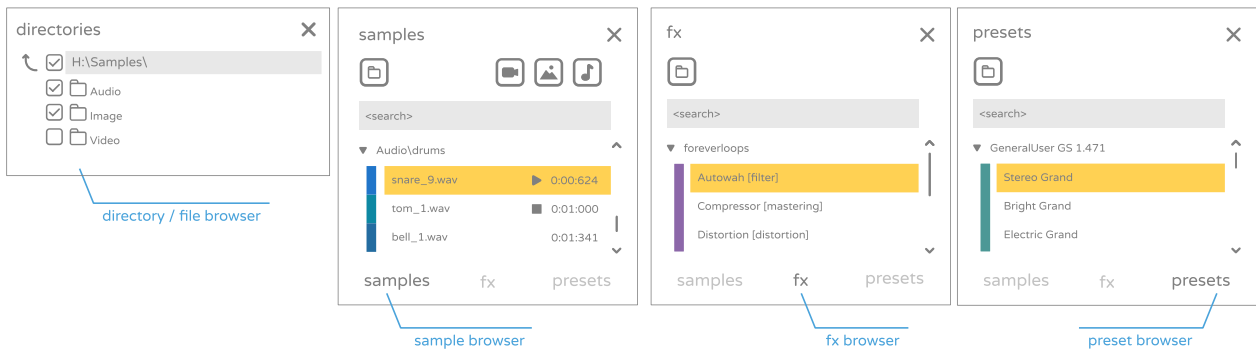 directories
H:\Samples\
Audio
Image
Video
directory / file browser
samples
<search>
Audio\drums
snare_9.wav 0:00:624
tom_1.wav 0:01:000
bell_1.wav 0:01:341
samples fx presets
sample browser
fx
<search>
foreverloops
Autowah [filter]
Compressor [mastering]
Distortion [distortion]
samples fx presets
fx browser
presets
<search>
GeneralUser GS 1.471
Stereo Grand
Bright Grand
Electric Grand
samples fx presets
preset browser